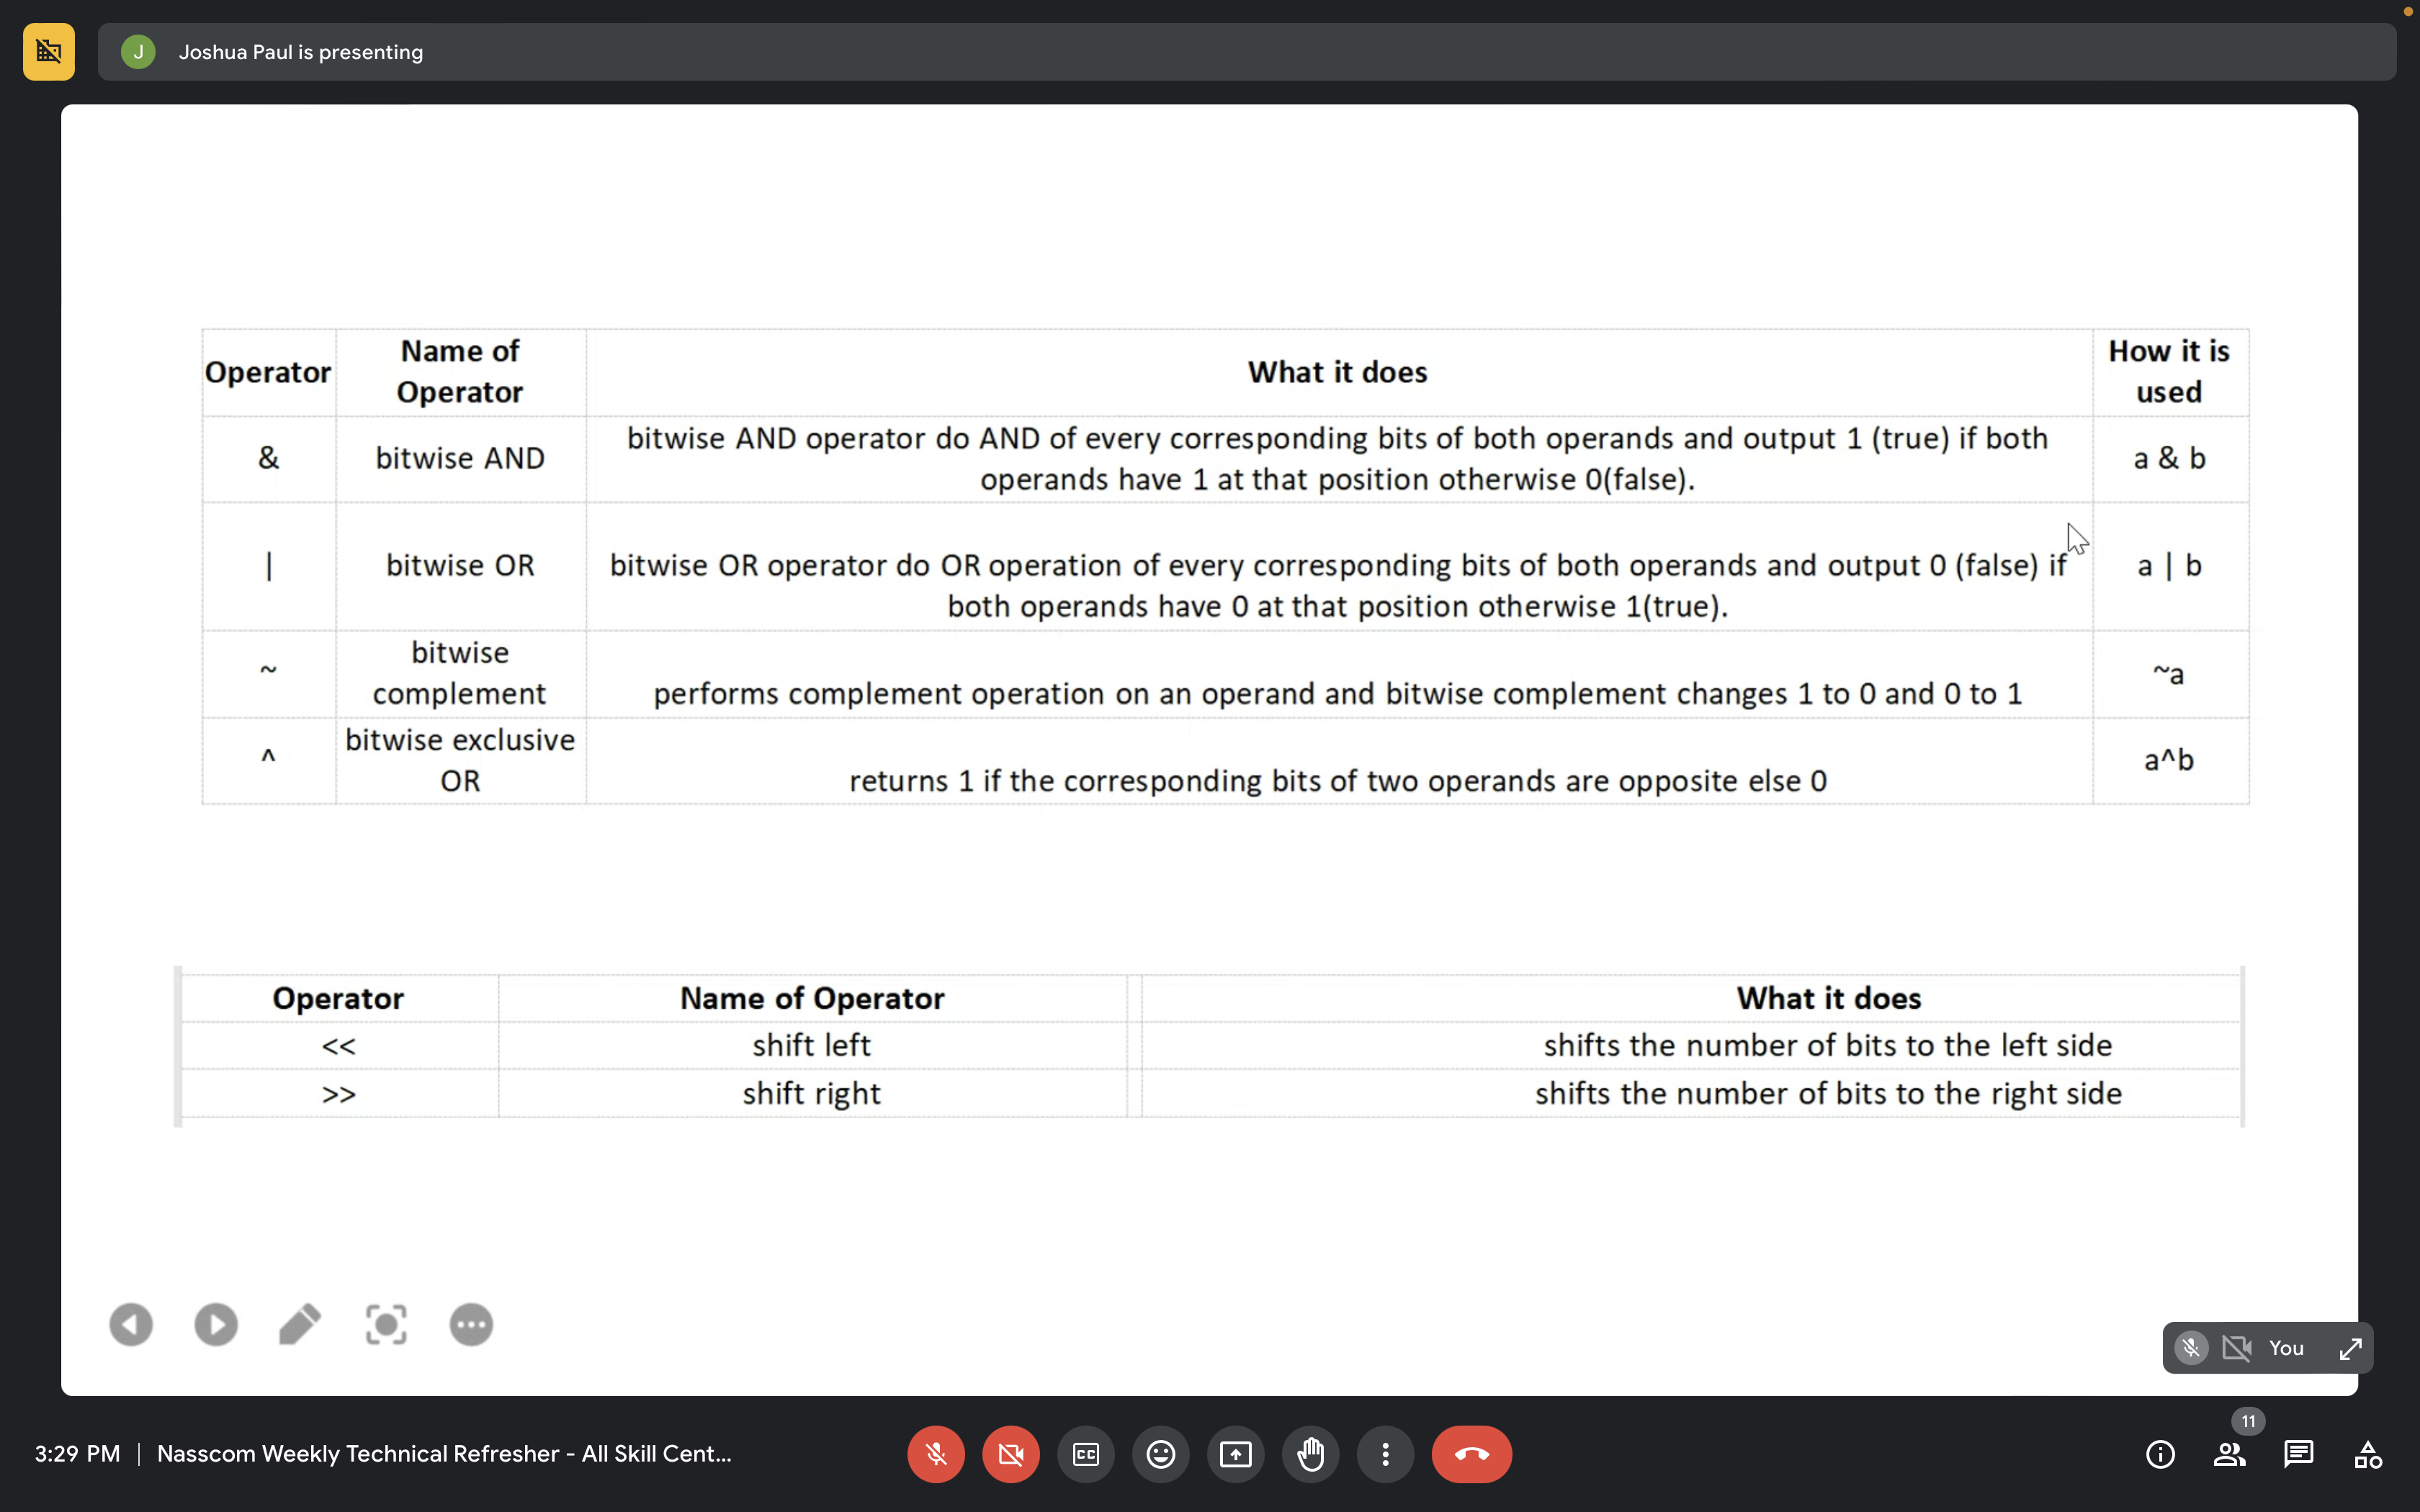 J Joshua Paul is presenting
Operator Name of Operator What it does How it is used
& bitwise AND bitwise AND operator do AND of every corresponding bits of both operands and output 1 (true) if both
operands have 1 at that position otherwise 0(false). a & b
| bitwise OR bitwise OR operator do OR operation of every corresponding bits of both operands and output 0 (false) if
both operands have 0 at that position otherwise 1(true). a | b
~ bitwise complement performs complement operation on an operand and bitwise complement changes 1 to 0 and 0 to 1 ~a
^ bitwise exclusive OR returns 1 if the corresponding bits of two operands are opposite else 0 a^b
Operator Name of Operator What it does
<< shift left shifts the number of bits to the left side
>> shift right shifts the number of bits to the right side
You
11
3:29 PM | Nasscom Weekly Technical Refresher - All Skill Cent...
CC